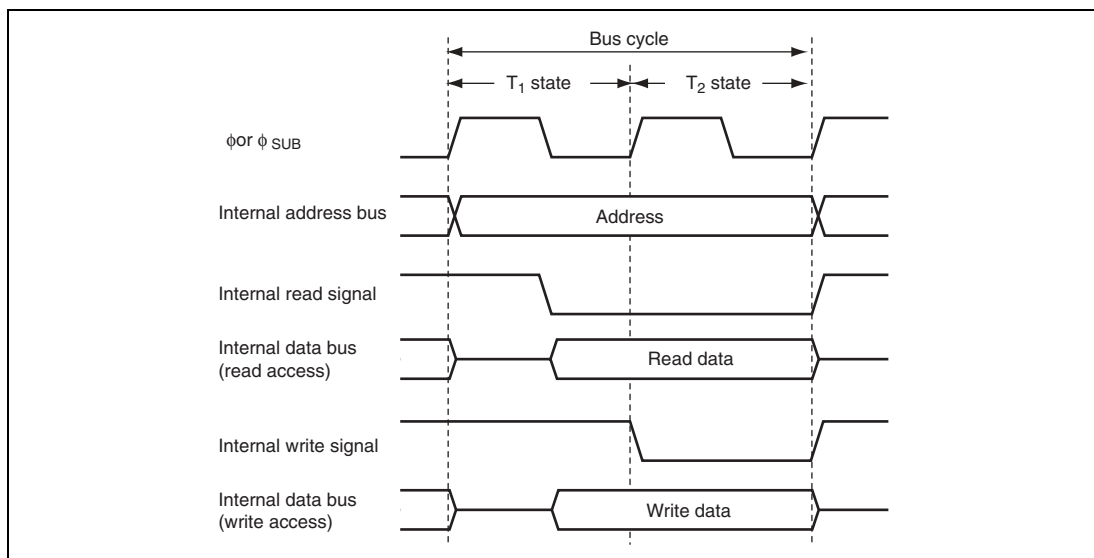 Bus cycle
T1 state
T2 state
ϕor ϕ SUB
Internal address bus
Address
Internal read signal
Internal data bus
(read access)
Read data
Internal write signal
Internal data bus
(write access)
Write data